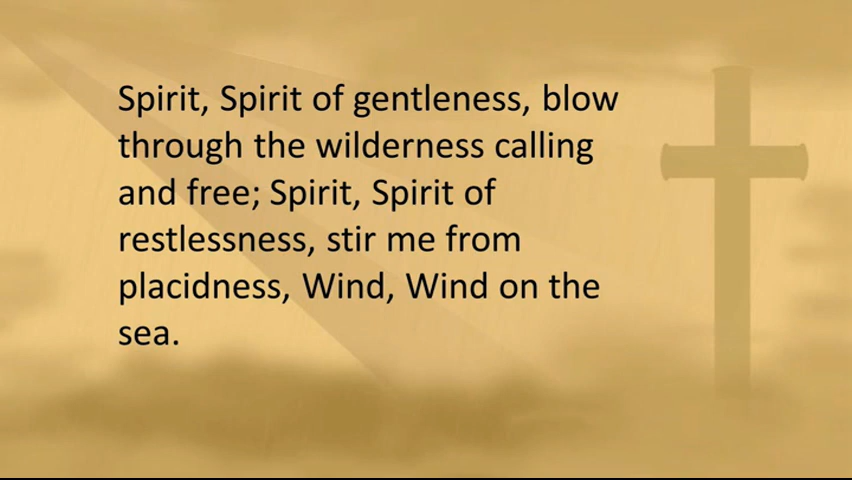 Spirit, Spirit of gentleness, blow
through the wilderness calling
and free; Spirit, Spirit of
restlessness, stir me from
placidness, Wind, Wind on the
sea.